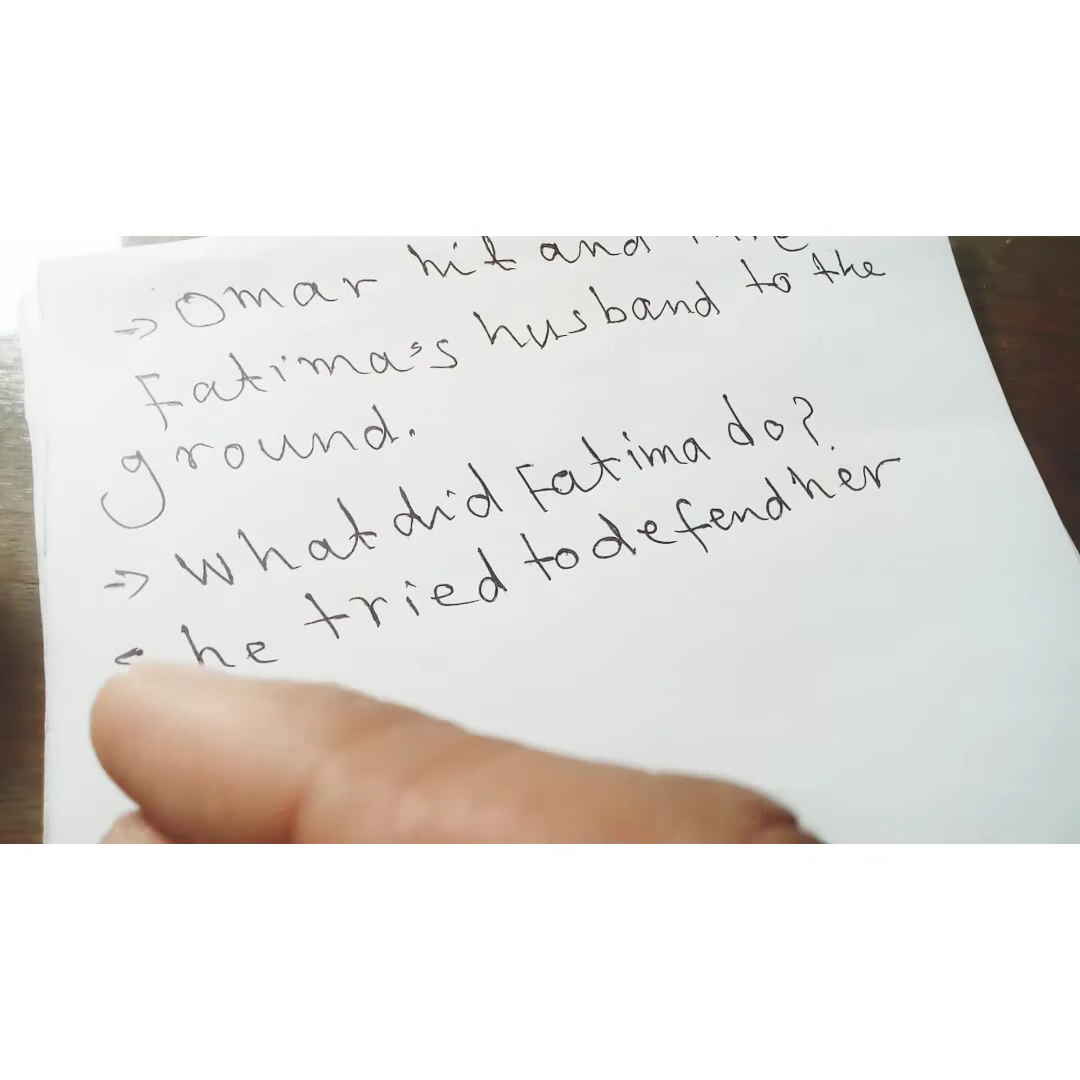 → Omar hit and
Fatima's husband to the
ground.
→ What did Fatima do?
he tried to defend her